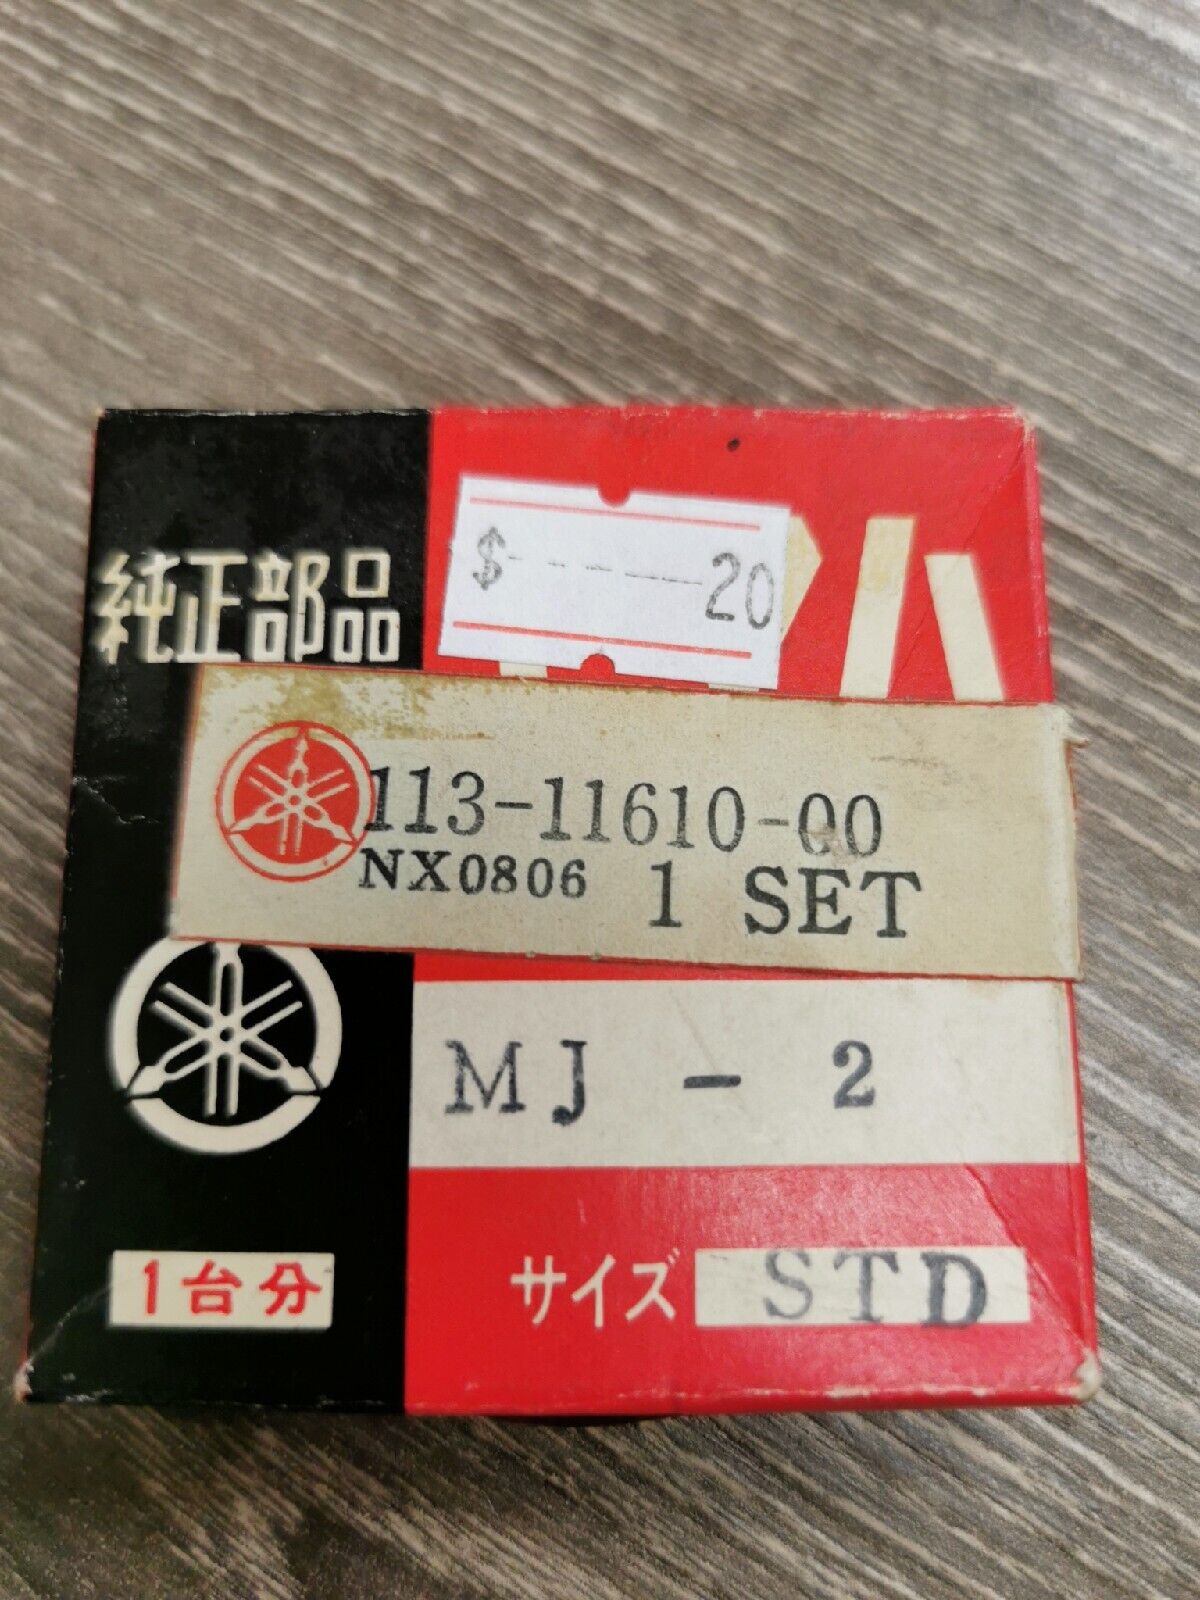 $-----20
純正部品
113-11610-00
NX0806 1 SET
MJ-2
1台分
サイズ STD